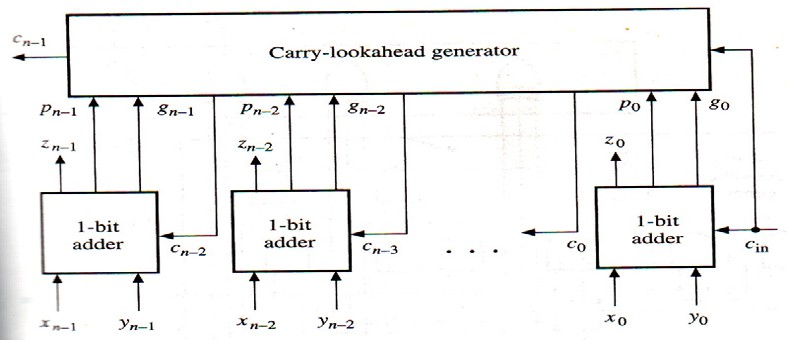 c_{n–1}
Carry-lookahead generator
p_{n–1} g_{n–1} p_{n–2} g_{n–2} p_0 g_0
z_{n–1} z_{n–2} z_0
1-bit adder
1-bit adder
1-bit adder
c_{n–2} c_{n–3} . . . c_0 c_{in}
x_{n–1} y_{n–1} x_{n–2} y_{n–2} x_0 y_0